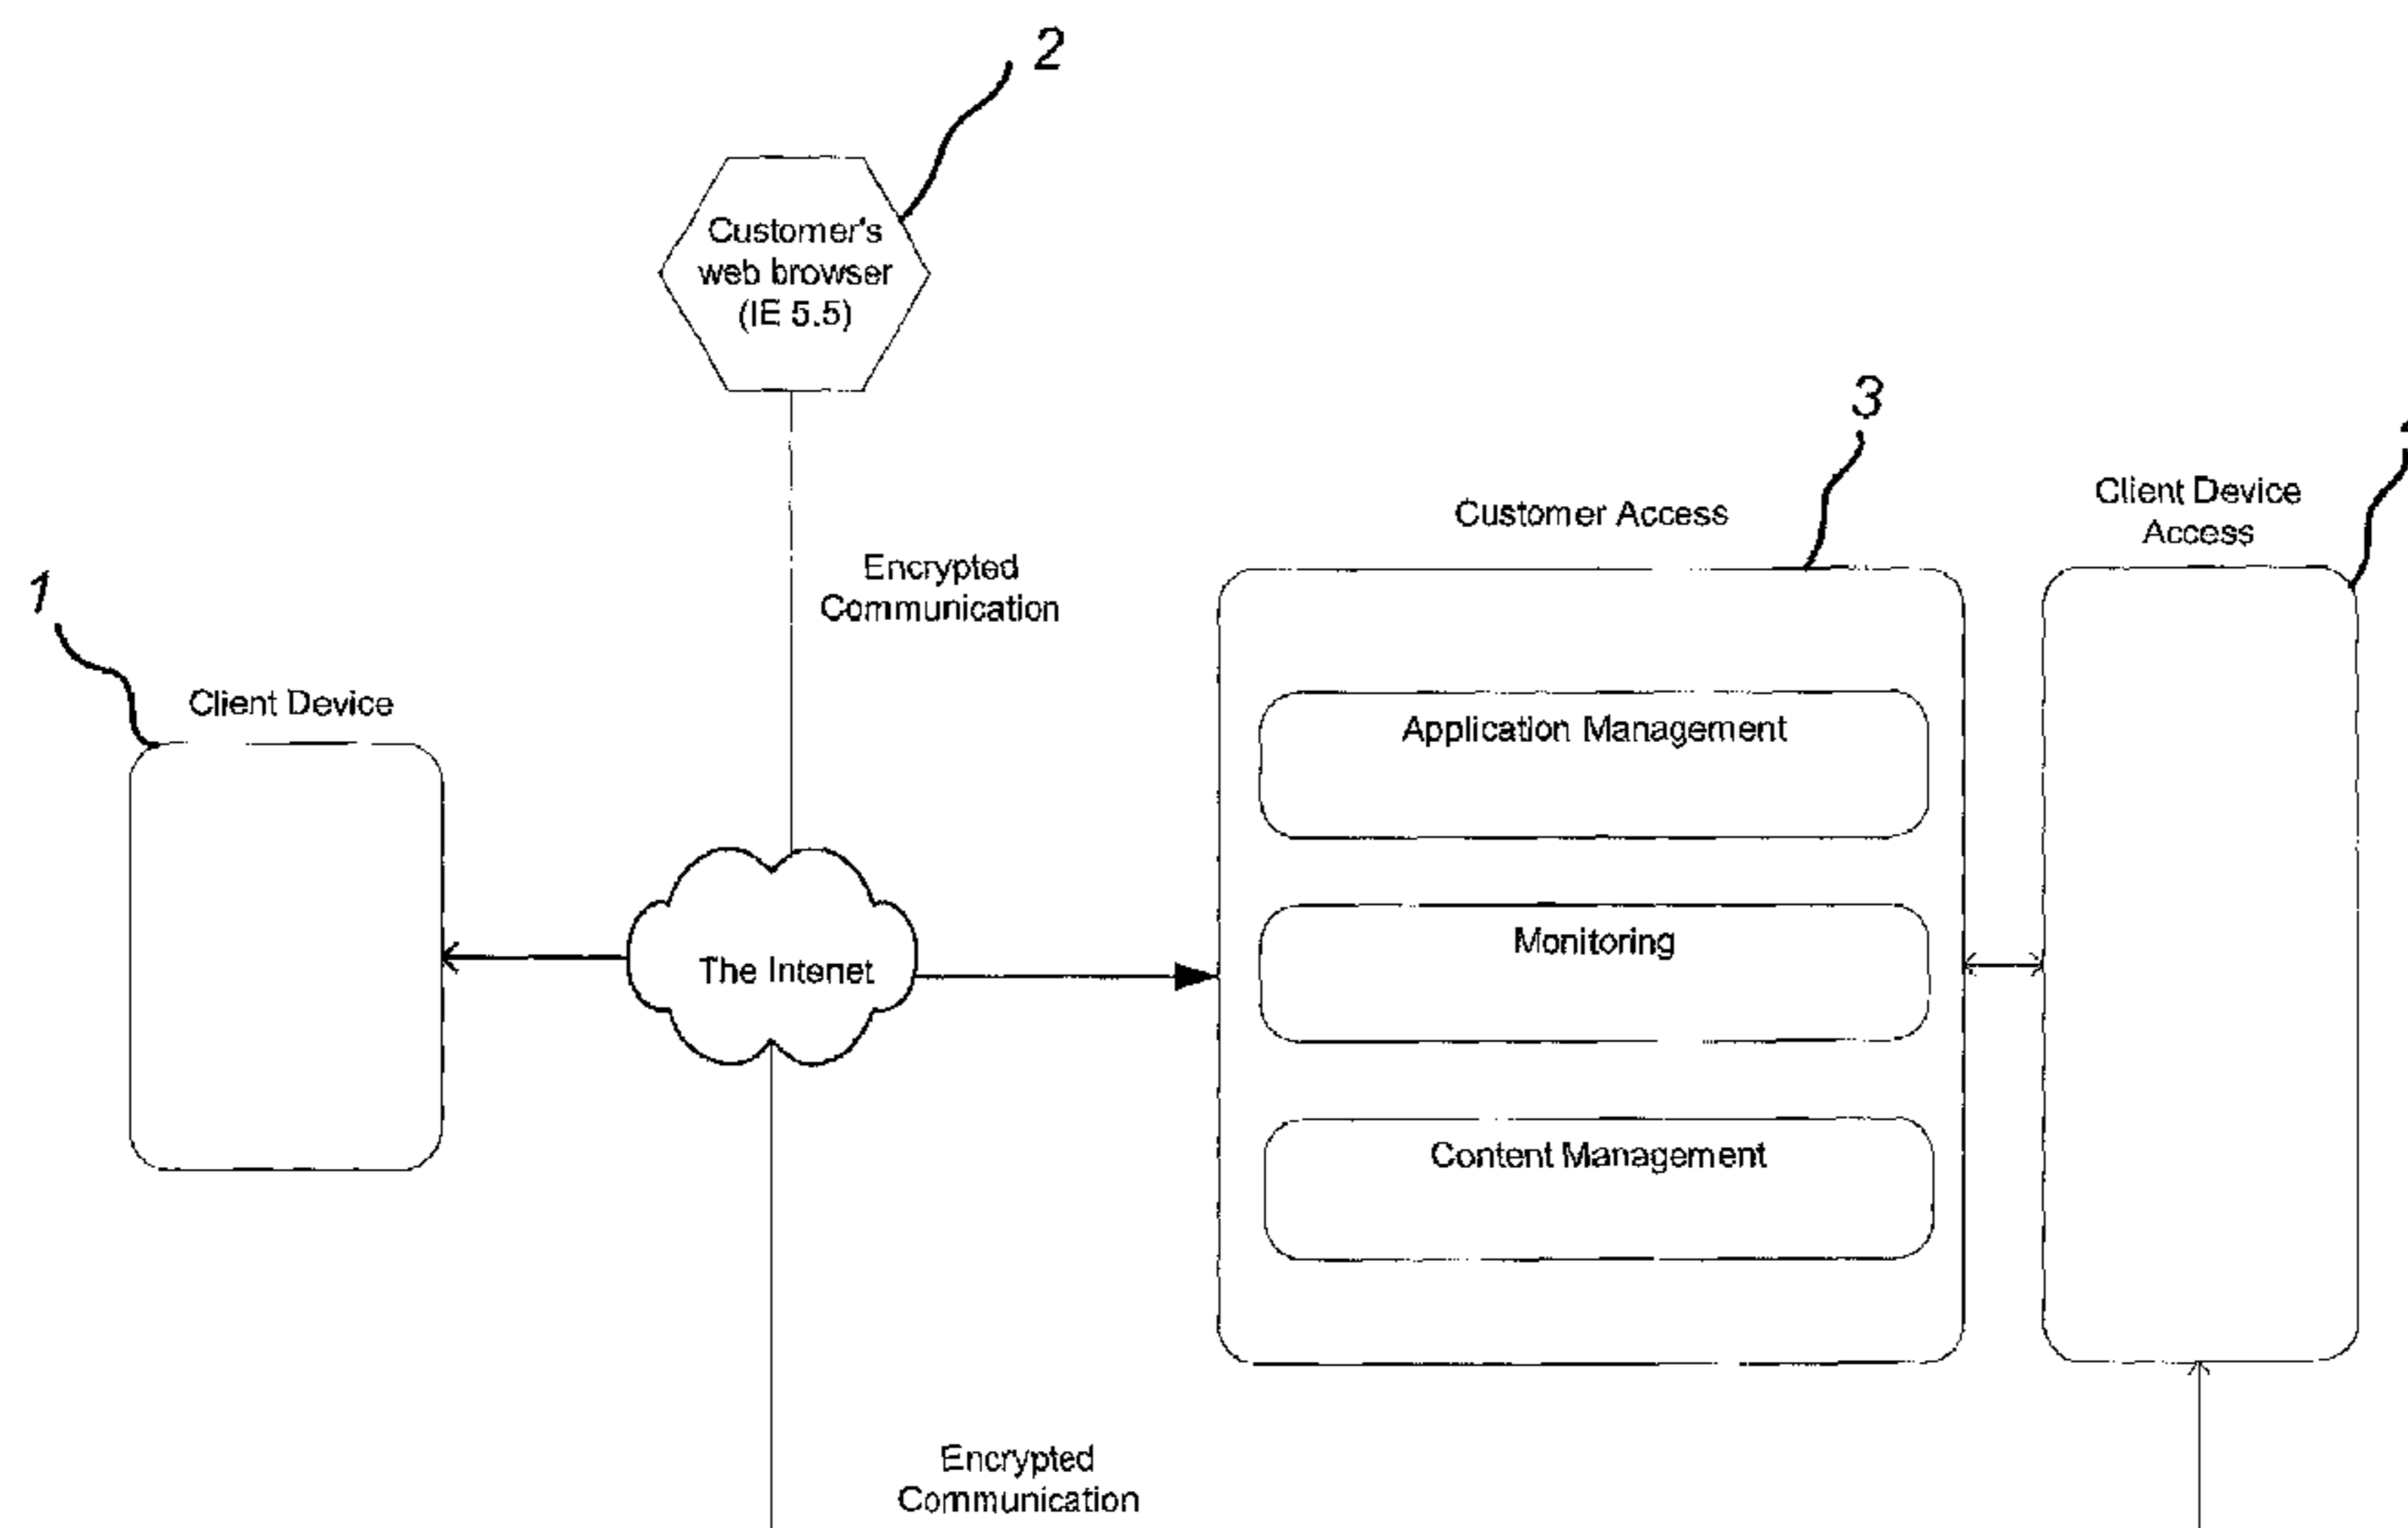 2
Customer's
web browser
(IE 5.5)
3
Customer Access
Client Device
Access
Encrypted
Communication
1
Client Device
Application Management
Monitoring
The Intenet
Content Management
Encrypted
Communication